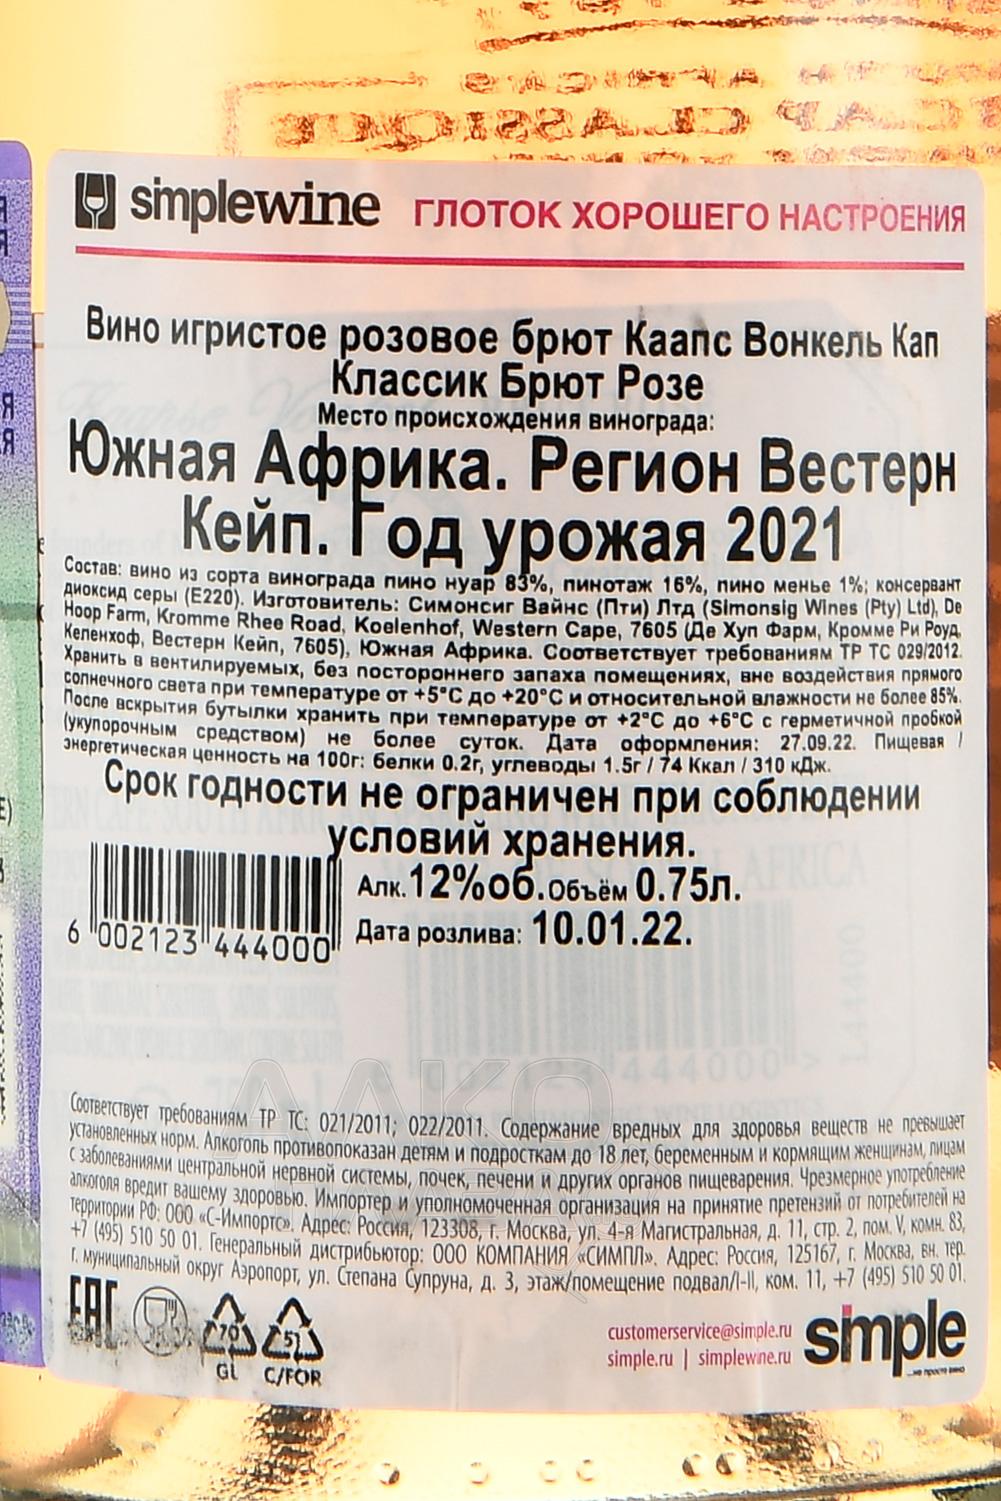 CAP CLASSIQUE
simplewine ГЛОТОК ХОРОШЕГО НАСТРОЕНИЯ
Вино игристое розовое брют Каапс Вонкель Кап
Классик Брют Розе
Место происхождения винограда:
Южная Африка. Регион Вестерн
Кейп. Год урожая 2021
Состав: вино из сорта винограда пино нуар 83%, пинотаж 16%, пино менье 1%; консервант
диоксид серы (E220). Изготовитель: Симонсиг Вайнс (Пти) Лтд (Simonsig Wines (Pty) Ltd), De
Hoop Farm, Kromme Rhee Road, Koelenhof, Western Cape, 7605 (Де Хуп Фарм, Кромме Ри Роуд,
Келенхоф, Вестерн Кейп, 7605), Южная Африка. Соответствует требованиям ТР ТС 029/2012.
Хранить в вентилируемых, без постороннего запаха помещениях, вне воздействия прямого
солнечного света при температуре от +5°C до +20°C и относительной влажности не более 85%.
После вскрытия бутылки хранить при температуре от +2°C до +6°C с герметичной пробкой
(укупорочным средством) не более суток. Дата оформления: 27.09.22. Пищевая /
энергетическая ценность на 100г: белки 0.2г, углеводы 1.5г / 74 Ккал / 310 кДж.
Срок годности не ограничен при соблюдении
условий хранения.
Алк. 12%об. Объём 0.75л.
Дата розлива: 10.01.22.
6 002123 444000
Соответствует требованиям ТР ТС: 021/2011; 022/2011. Содержание вредных для здоровья веществ не превышает
установленных норм. Алкоголь противопоказан детям и подросткам до 18 лет, беременным и кормящим женщинам, лицам
с заболеваниями центральной нервной системы, почек, печени и других органов пищеварения. Чрезмерное употребление
алкоголя вредит вашему здоровью. Импортер и уполномоченная организация на принятие претензий от потребителей на
территории РФ: ООО «С-Импортс». Адрес: Россия, 123308, г. Москва, ул. 4-я Магистральная, д. 11, стр. 2, пом. V, комн. 83,
+7 (495) 510 50 01. Генеральный дистрибьютор: ООО КОМПАНИЯ «СИМПЛ». Адрес: Россия, 125167, г. Москва, вн. тер.
г. муниципальный округ Аэропорт, ул. Степана Супруна, д. 3, этаж/помещение подвал/I-II, ком. 11, +7 (495) 510 50 01.
EAC
70
GL
51
C/FOR
customerservice@simple.ru
simple.ru | simplewine.ru
simple
...не просто вино